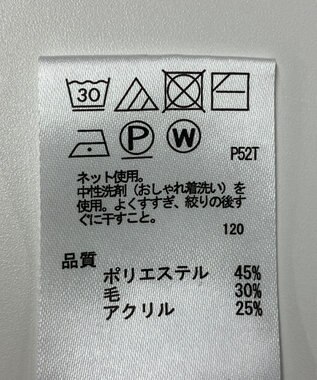 30
P W P52T
ネット使用。
中性洗剤（おしゃれ着洗い）を
使用。よくすすぎ、絞りの後す
ぐに干すこと。
120
品質
ポリエステル 45%
毛 30%
アクリル 25%